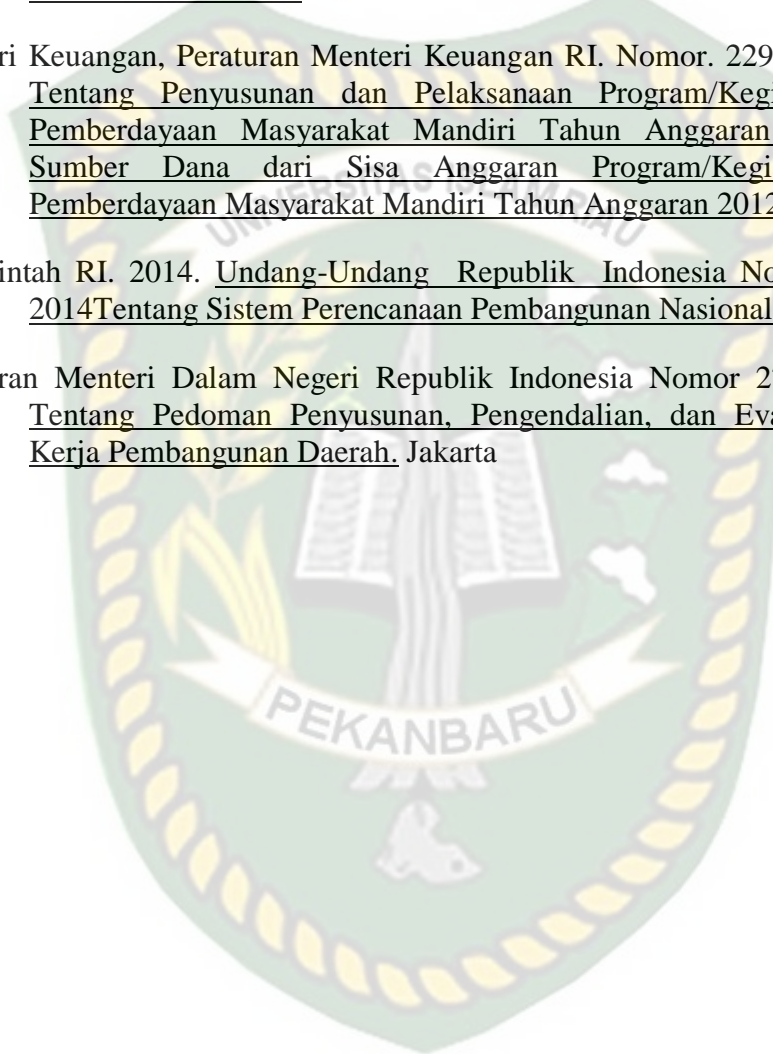 ri Keuangan, Peraturan Menteri Keuangan RI. Nomor. 229
Tentang Penyusunan dan Pelaksanaan Program/Kegi
Pemberdayaan Masyarakat Mandiri Tahun Anggaran
Sumber Dana dari Sisa Anggaran Program/Kegi
Pemberdayaan Masyarakat Mandiri Tahun Anggaran 2012
intah RI. 2014. Undang-Undang Republik Indonesia No
2014Tentang Sistem Perencanaan Pembangunan Nasional
ran Menteri Dalam Negeri Republik Indonesia Nomor 2
Tentang Pedoman Penyusunan, Pengendalian, dan Eva
Kerja Pembangunan Daerah. Jakarta
UNIVERSITAS ISLAM RIAU
PEKANBARU